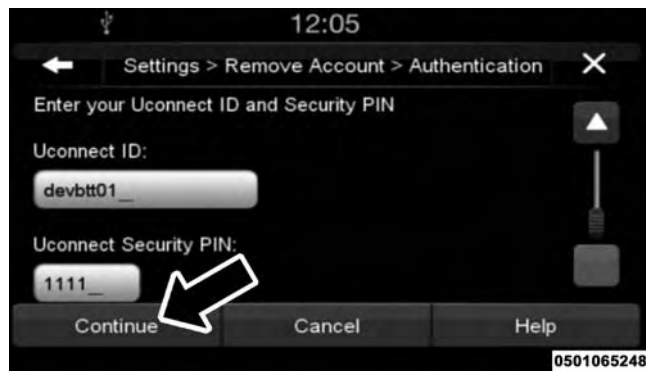 12:05
Settings > Remove Account > Authentication
Enter your Uconnect ID and Security PIN
Uconnect ID:
devbtt01_
Uconnect Security PIN:
1111_
Continue Cancel Help
0501065248